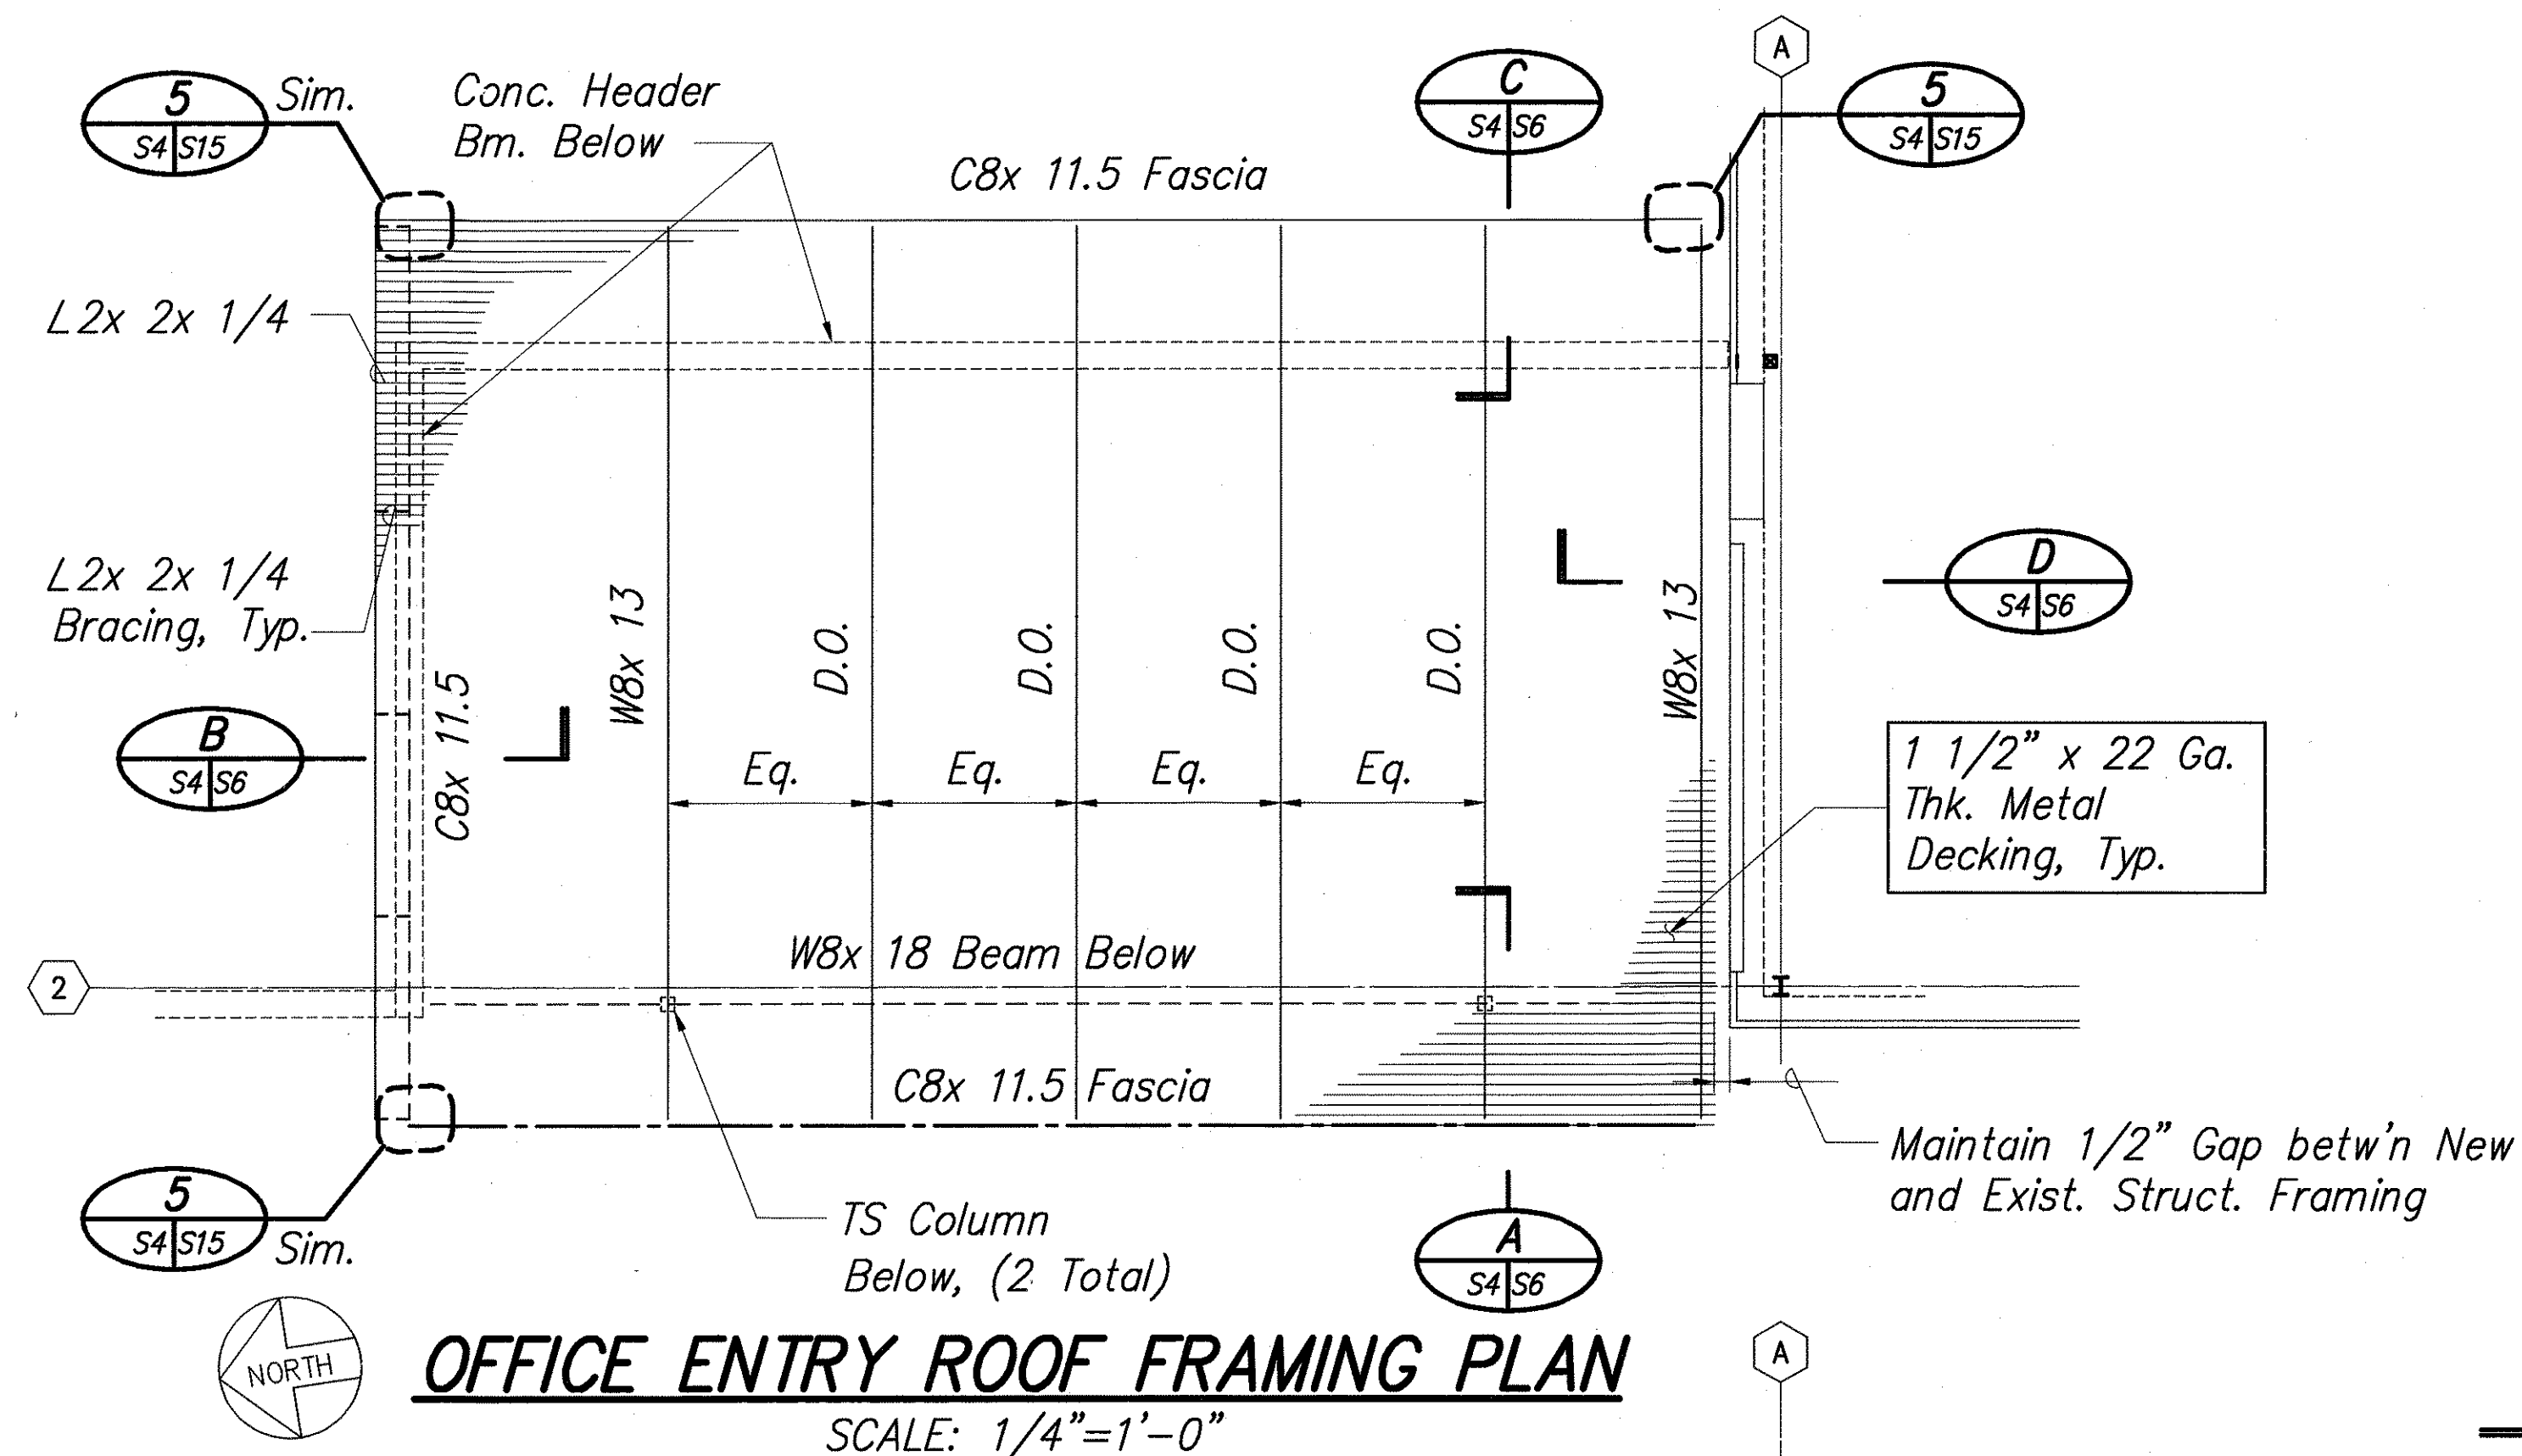 A
5
S4 S15
Sim.
Conc. Header
Bm. Below
C
S4 S6
5
S4 S15
C8x 11.5 Fascia
L2x 2x 1/4
L2x 2x 1/4
Bracing, Typ.
C8x 11.5
W8x 13
D.O.
D.O.
D.O.
D.O.
W8x 13
D
S4 S6
B
S4 S6
Eq.
Eq.
Eq.
Eq.
1 1/2" x 22 Ga.
Thk. Metal
Decking, Typ.
W8x 18 Beam Below
2
C8x 11.5 Fascia
Maintain 1/2" Gap betw'n New
and Exist. Struct. Framing
5
S4 S15
Sim.
TS Column
Below, (2 Total)
A
S4 S6
NORTH
OFFICE ENTRY ROOF FRAMING PLAN
SCALE: 1/4"=1'-0"
A